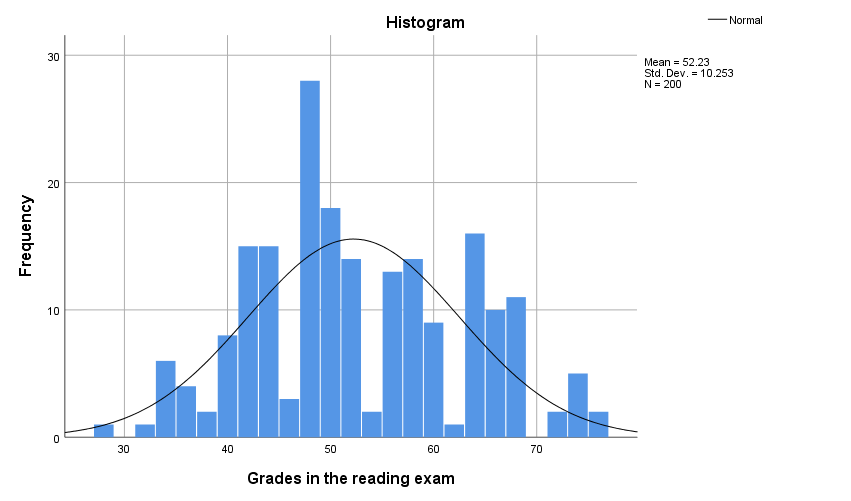 Histogram
Normal
Mean = 52.23
Std. Dev. = 10.253
N = 200
Frequency
30
20
10
0
30 40 50 60 70
Grades in the reading exam